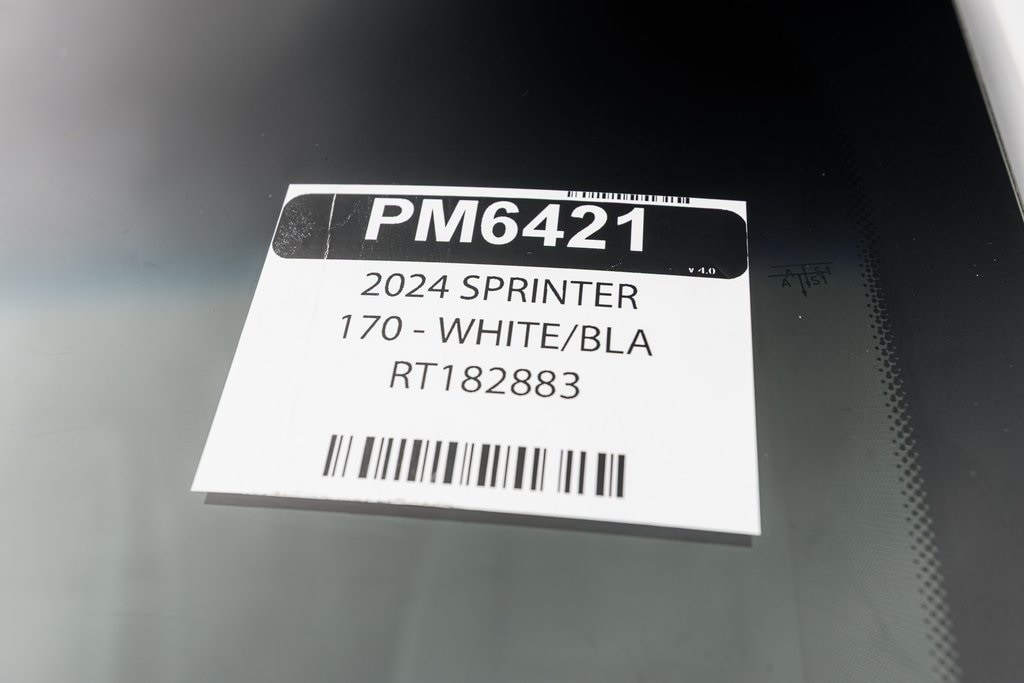 PM6421
v 4.0
2024 SPRINTER
170 - WHITE/BLA
RT182883